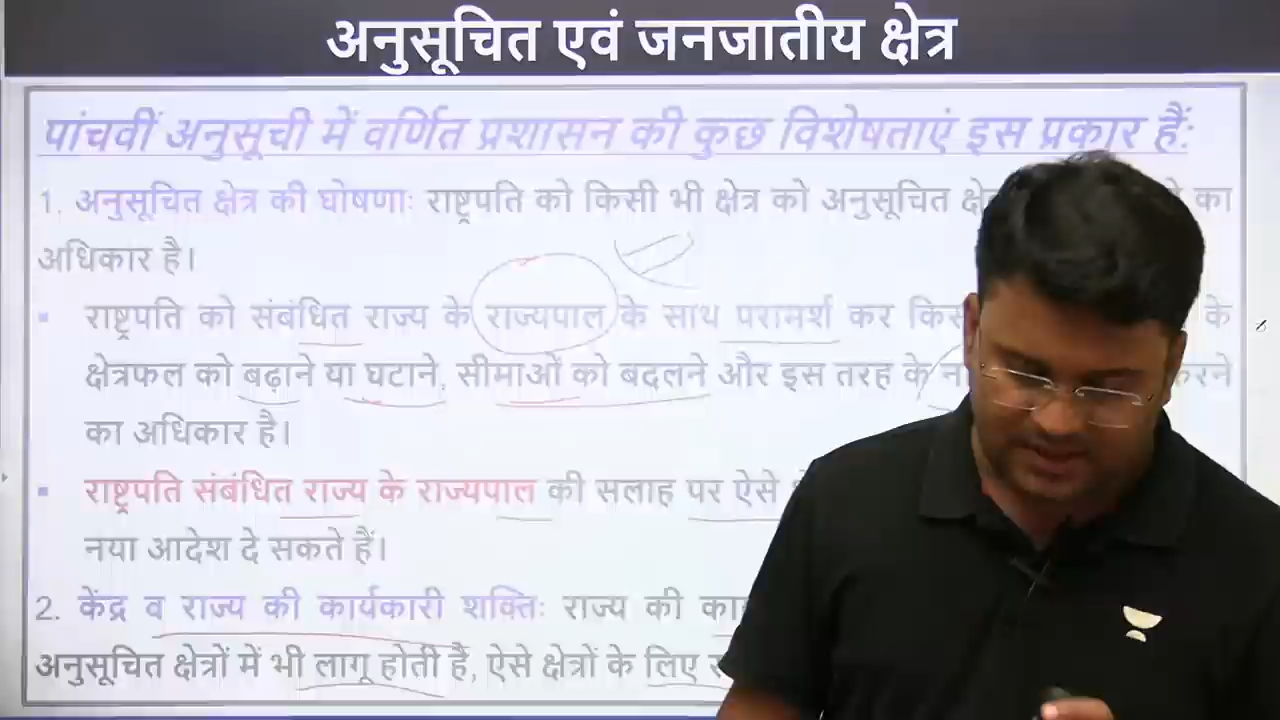 अनुसूचित एवं जनजातीय क्षेत्र
पांचवीं अनुसूची में वर्णित प्रशासन की कुछ विशेषताएं इस प्रकार हैं:
1. अनुसूचित क्षेत्र की घोषणाः राष्ट्रपति को किसी भी क्षेत्र को अनुसूचित का
अधिकार है।
▪ राष्ट्रपति को संबंधित राज्य के राज्यपाल के साथ परामर्श कर के
क्षेत्रफल को बढ़ाने या घटाने, सीमाओं को बदलने और इस तरह के
का अधिकार है।
▪ राष्ट्रपति संबंधित राज्य के राज्यपाल की सलाह पर ऐसे
नया आदेश दे सकते हैं।
2. केंद्र व राज्य की कार्यकारी शक्तिः राज्य की
अनुसूचित क्षेत्रों में भी लागू होती है, ऐसे क्षेत्रों के लिए